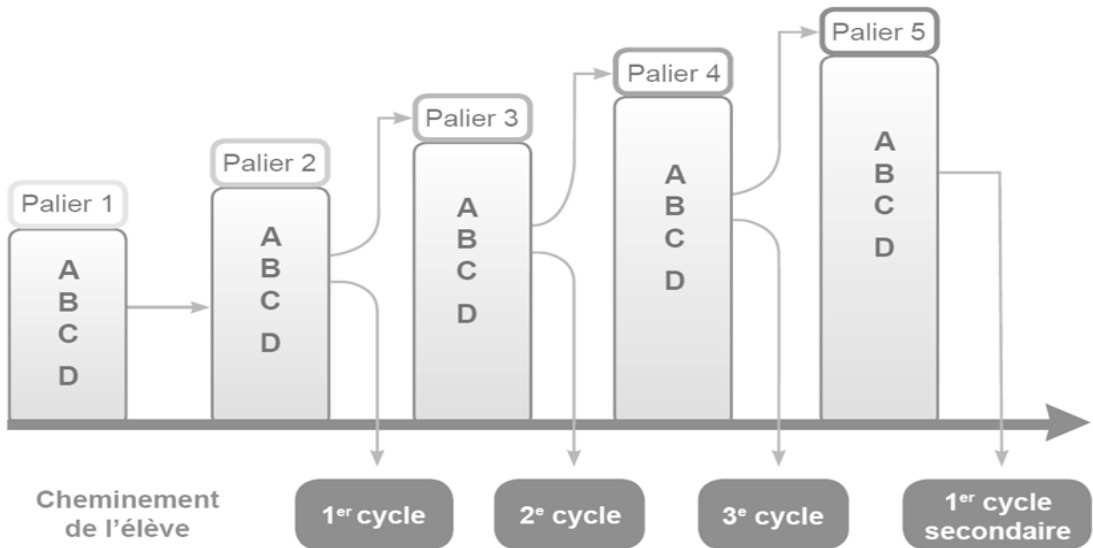 Palier 1
A
B
C
D
Palier 2
A
B
C
D
Palier 3
A
B
C
D
Palier 4
A
B
C
D
Palier 5
A
B
C
D
Cheminement
de l'élève
1er cycle
2e cycle
3e cycle
1er cycle
secondaire